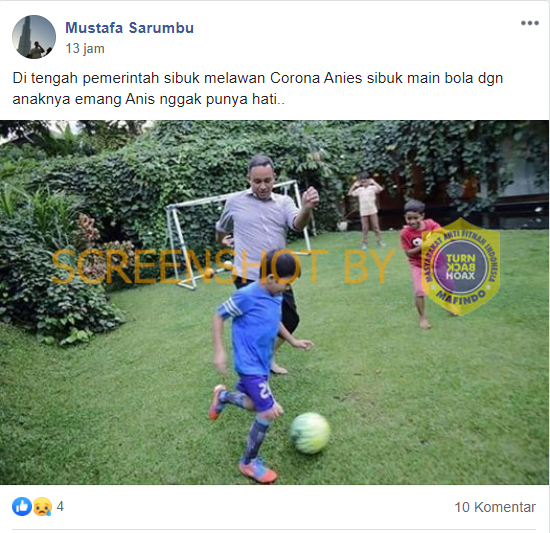 Mustafa Sarumbu
13 jam
Di tengah pemerintah sibuk melawan Corona Anies sibuk main bola dgn
anaknya emang Anis nggak punya hati..
SCREENSHOT BY
MASYARAKAT ANTI FITNAH INDONESIA
TURN
BACK
HOAX
MAFINDO
2
4
10 Komentar